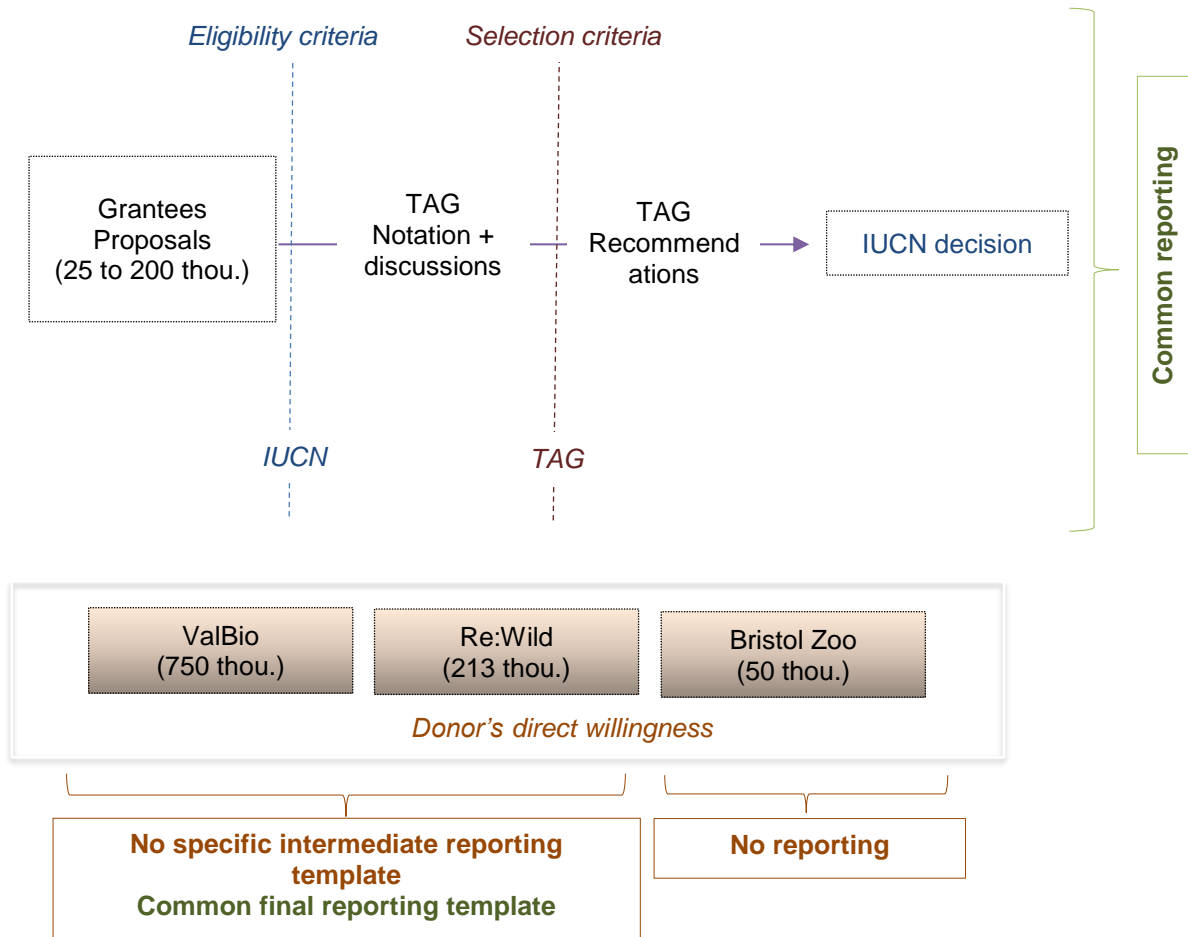 Eligibility criteria
Selection criteria
Grantees
Proposals
(25 to 200 thou.)
TAG
Notation +
discussions
TAG
Recommend
ations
IUCN decision
Common reporting
IUCN
TAG
ValBio
(750 thou.)
Re:Wild
(213 thou.)
Bristol Zoo
(50 thou.)
Donor’s direct willingness
No specific intermediate reporting
template
Common final reporting template
No reporting